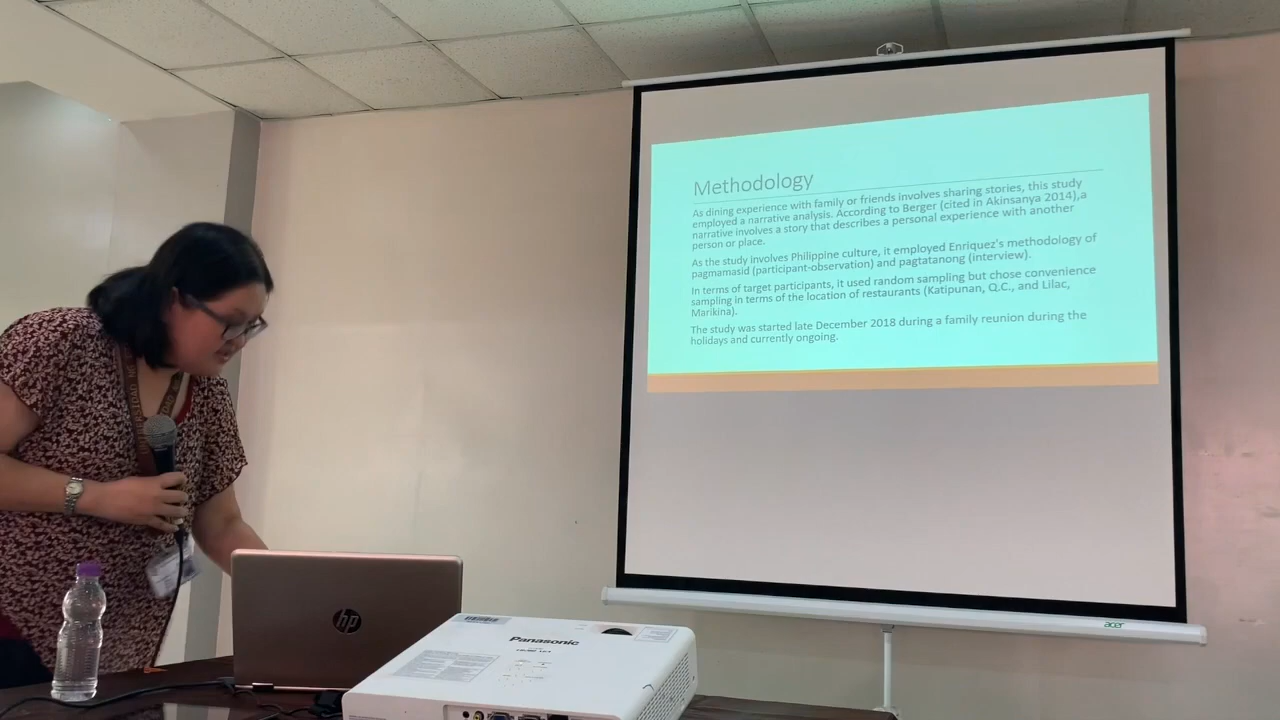 Methodology
As dining experience with family or friends involves sharing stories, this study
employed a narrative analysis. According to Berger (cited in Akinsanya 2014),a
narrative involves a story that describes a personal experience with another
person or place.
As the study involves Philippine culture, it employed Enriquez's methodology of
pagmamasid (participant-observation) and pagtatanong (interview).
In terms of target participants, it used random sampling but chose convenience
sampling in terms of the location of restaurants (Katipunan, Q.C., and Lilac,
Marikina).
The study was started late December 2018 during a family reunion during the
holidays and currently ongoing.
acer
hp
Panasonic